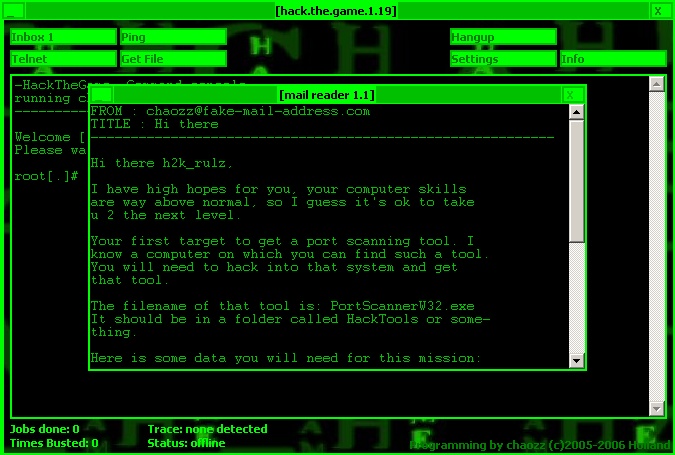 [hack.the.game.1.19]
_ X
Inbox 1 Ping Hangup
Telnet Get File Settings Info
-HackTheGame- Command console
running c
[mail reader 1.1]
_ X
FROM : chaozz@fake-mail-address.com
TITLE : Hi there
Welcome [
Please wa
root[.]#
Hi there h2k_rulz,
I have high hopes for you, your computer skills
are way above normal, so I guess it's ok to take
u 2 the next level.
Your first target to get a port scanning tool. I
know a computer on which you can find such a tool.
You will need to hack into that system and get
that tool.
The filename of that tool is: PortScannerW32.exe
It should be in a folder called HackTools or some-
thing.
Here is some data you will need for this mission:
Jobs done: 0 Trace: none detected
Times Busted: 0 Status: offline
Programming by chaozz (c)2005-2006 Holland